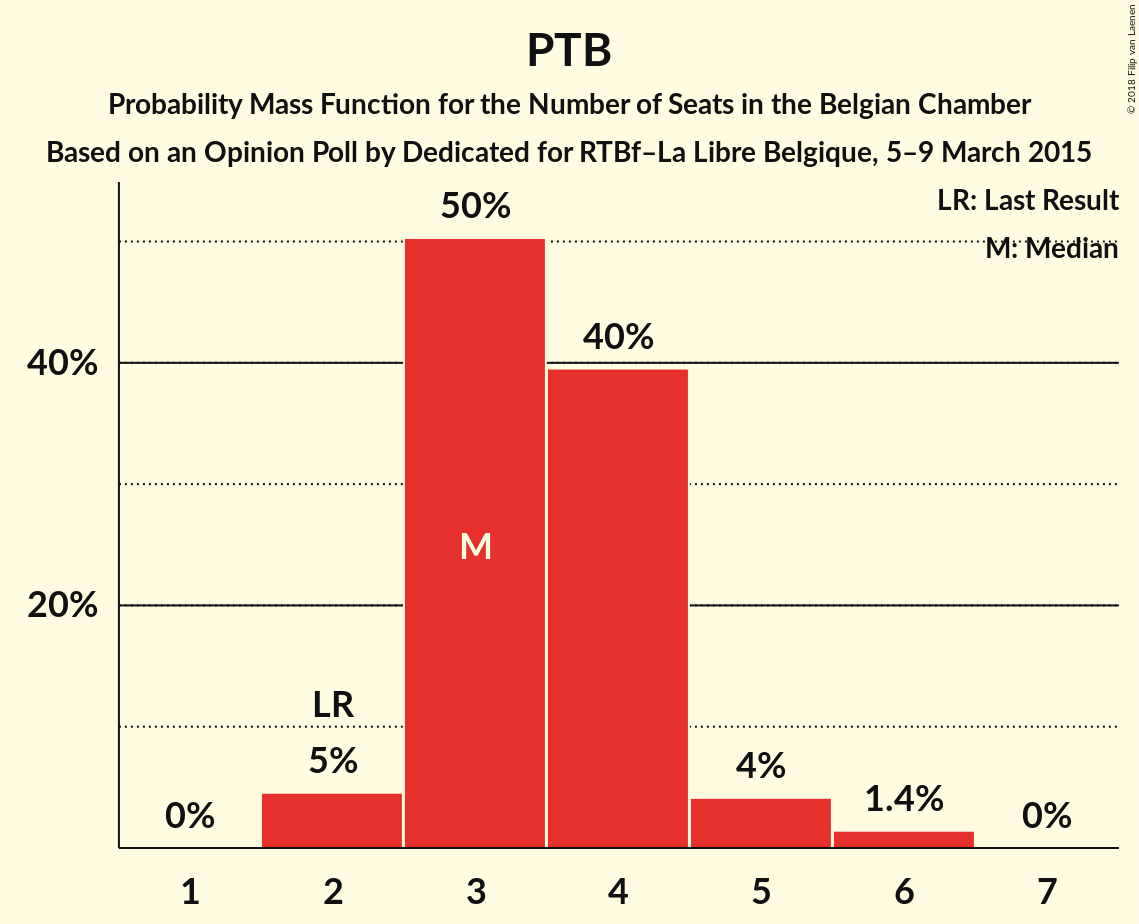 PTB
Probability Mass Function for the Number of Seats in the Belgian Chamber
Based on an Opinion Poll by Dedicated for RTBf–La Libre Belgique, 5–9 March 2015
© 2018 Filip van Laenen
LR: Last Result
M: Median
50%
40%
40%
M
20%
LR
5%
4%
1.4%
0%
0%
1 2 3 4 5 6 7